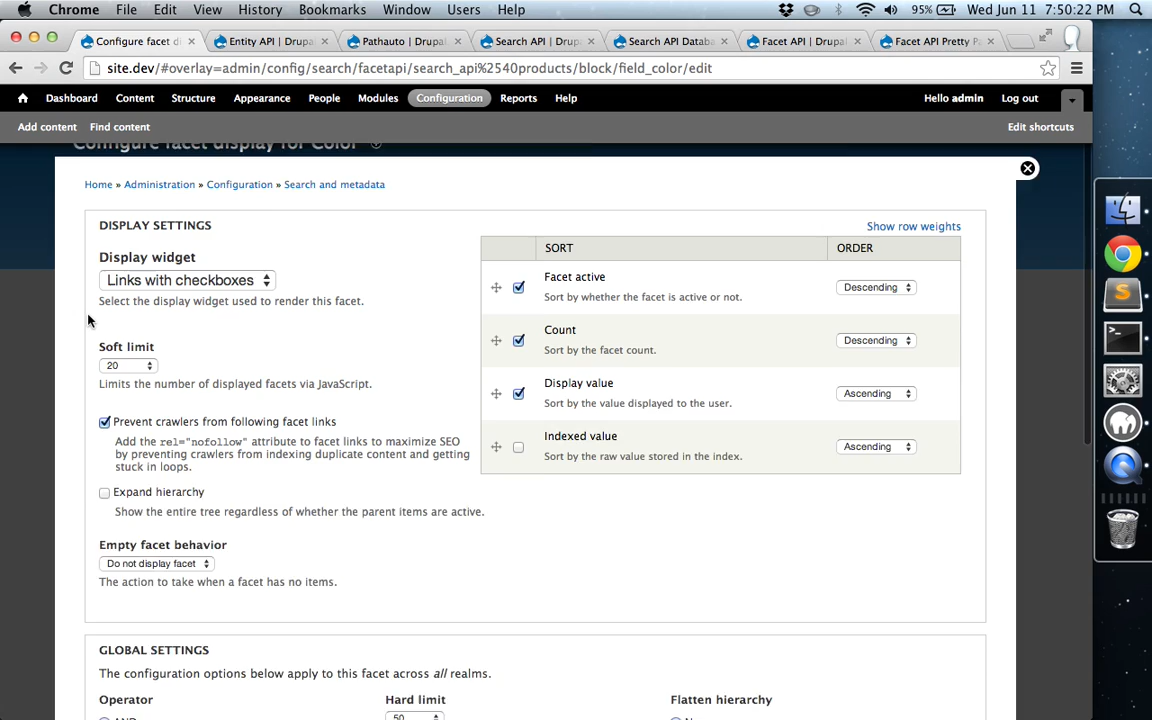 Chrome File Edit View History Bookmarks Window Users Help 95% Wed Jun 11 7:50:22 PM
Configure facet d Entity API | Drupal Pathauto | Drupal Search API | Drup Search API Databa Facet API | Drupal Facet API Pretty P
site.dev/#overlay=admin/config/search/facetapi/search_api%2540products/block/field_color/edit
Dashboard Content Structure Appearance People Modules Configuration Reports Help Hello admin Log out
Add content Find content Edit shortcuts
Configure facet display for Color
Home » Administration » Configuration » Search and metadata
DISPLAY SETTINGS
Show row weights
Display widget
Links with checkboxes
Select the display widget used to render this facet.
Soft limit
20
Limits the number of displayed facets via JavaScript.
Prevent crawlers from following facet links
Add the rel="nofollow" attribute to facet links to maximize SEO
by preventing crawlers from indexing duplicate content and getting
stuck in loops.
Expand hierarchy
Show the entire tree regardless of whether the parent items are active.
Empty facet behavior
Do not display facet
The action to take when a facet has no items.
SORT ORDER
Facet active
Sort by whether the facet is active or not.
Descending
Count
Sort by the facet count.
Descending
Display value
Sort by the value displayed to the user.
Ascending
Indexed value
Sort by the raw value stored in the index.
Ascending
GLOBAL SETTINGS
The configuration options below apply to this facet across all realms.
Operator Hard limit Flatten hierarchy
AND 50 No